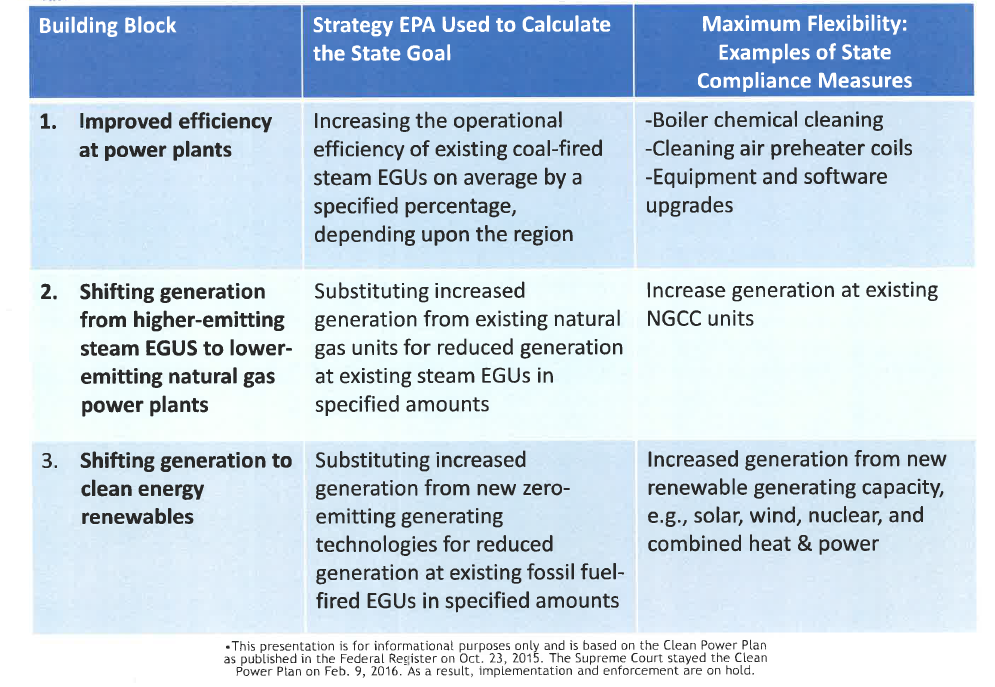 Building Block
Strategy EPA Used to Calculate
the State Goal
Maximum Flexibility:
Examples of State
Compliance Measures
1. Improved efficiency
at power plants
Increasing the operational
efficiency of existing coal-fired
steam EGUs on average by a
specified percentage,
depending upon the region
-Boiler chemical cleaning
-Cleaning air preheater coils
-Equipment and software
upgrades
2. Shifting generation
from higher-emitting
steam EGUS to lower-
emitting natural gas
power plants
Substituting increased
generation from existing natural
gas units for reduced generation
at existing steam EGUs in
specified amounts
Increase generation at existing
NGCC units
3. Shifting generation to
clean energy
renewables
Substituting increased
generation from new zero-
emitting generating
technologies for reduced
generation at existing fossil fuel-
fired EGUs in specified amounts
Increased generation from new
renewable generating capacity,
e.g., solar, wind, nuclear, and
combined heat & power
•This presentation is for informational purposes only and is based on the Clean Power Plan
as published in the Federal Register on Oct. 23, 2015. The Supreme Court stayed the Clean
Power Plan on Feb. 9, 2016. As a result, implementation and enforcement are on hold.